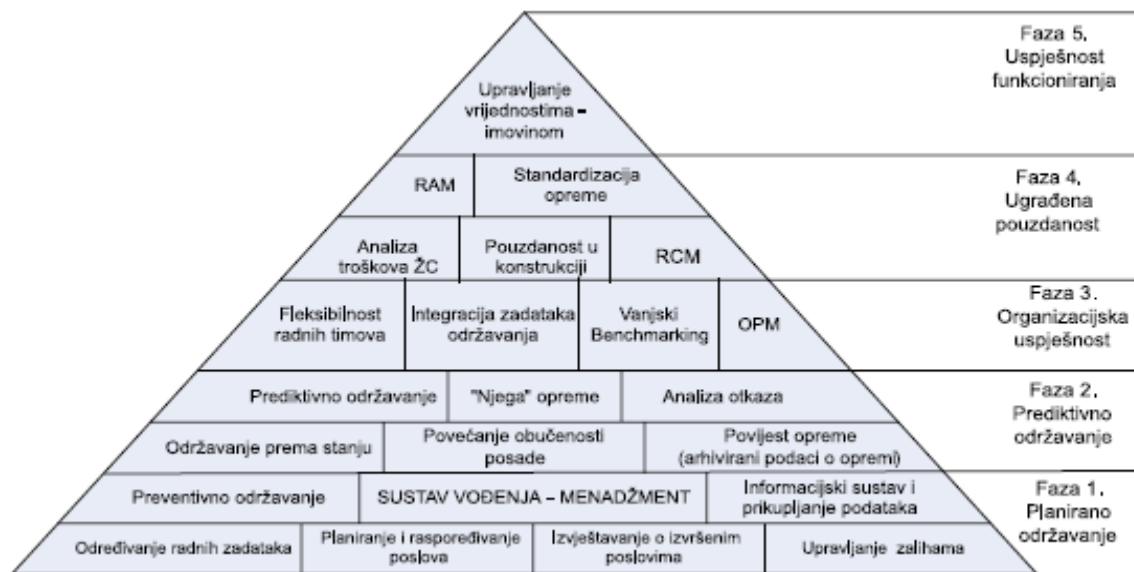 Upravljanje
vrijednostima –
imovinom
Faza 5.
Uspješnost
funkcioniranja
RAM
Standardizacija
opreme
Analiza
troškova ŽC
Pouzdanost u
konstrukciji
RCM
Faza 4.
Ugrađena
pouzdanost
Fleksibilnost
radnih timova
Integracija zadataka
održavanja
Vanjski
Benchmarking
OPM
Faza 3.
Organizacijska
uspješnost
Prediktivno održavanje
"Njega" opreme
Analiza otkaza
Održavanje prema stanju
Povećanje obučenosti
posade
Povijest opreme
(arhivirani podaci o opremi)
Faza 2.
Prediktivno
održavanje
Preventivno održavanje
SUSTAV VOĐENJA – MENADŽMENT
Informacijski sustav i
prikupljanje podataka
Određivanje radnih zadataka
Planiranje i raspoređivanje
poslova
Izvještavanje o izvršenim
poslovima
Upravljanje zalihama
Faza 1.
Planirano
održavanje